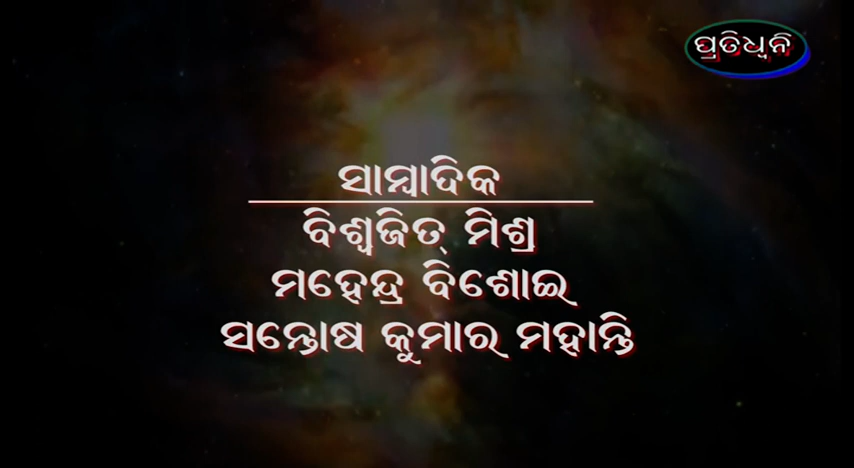 ପ୍ରତିଧ୍ୱନି
ସାମ୍ବାଦିକ
ବିଶ୍ୱଜିତ୍ ମିଶ୍ର
ମହେନ୍ଦ୍ର ବିଶୋଇ
ସନ୍ତୋଷ କୁମାର ମହାନ୍ତି